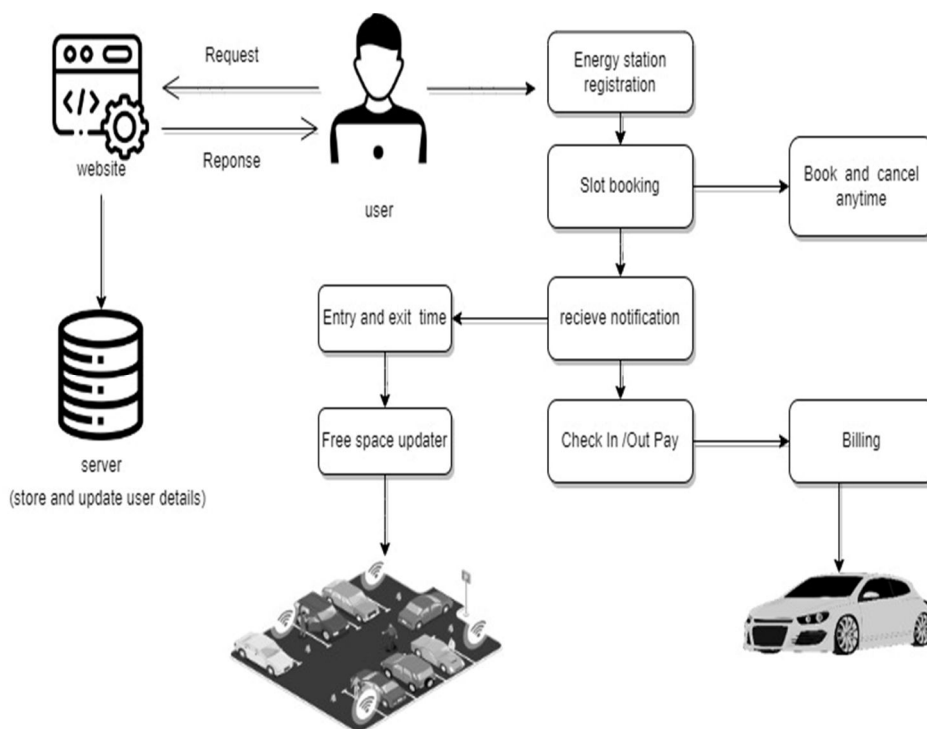 Request
Reponse
website
user
Energy station
registration
Slot booking
Book and cancel
anytime
Entry and exit time
recieve notification
Free space updater
Check In /Out Pay
Billing
server
(store and update user details)